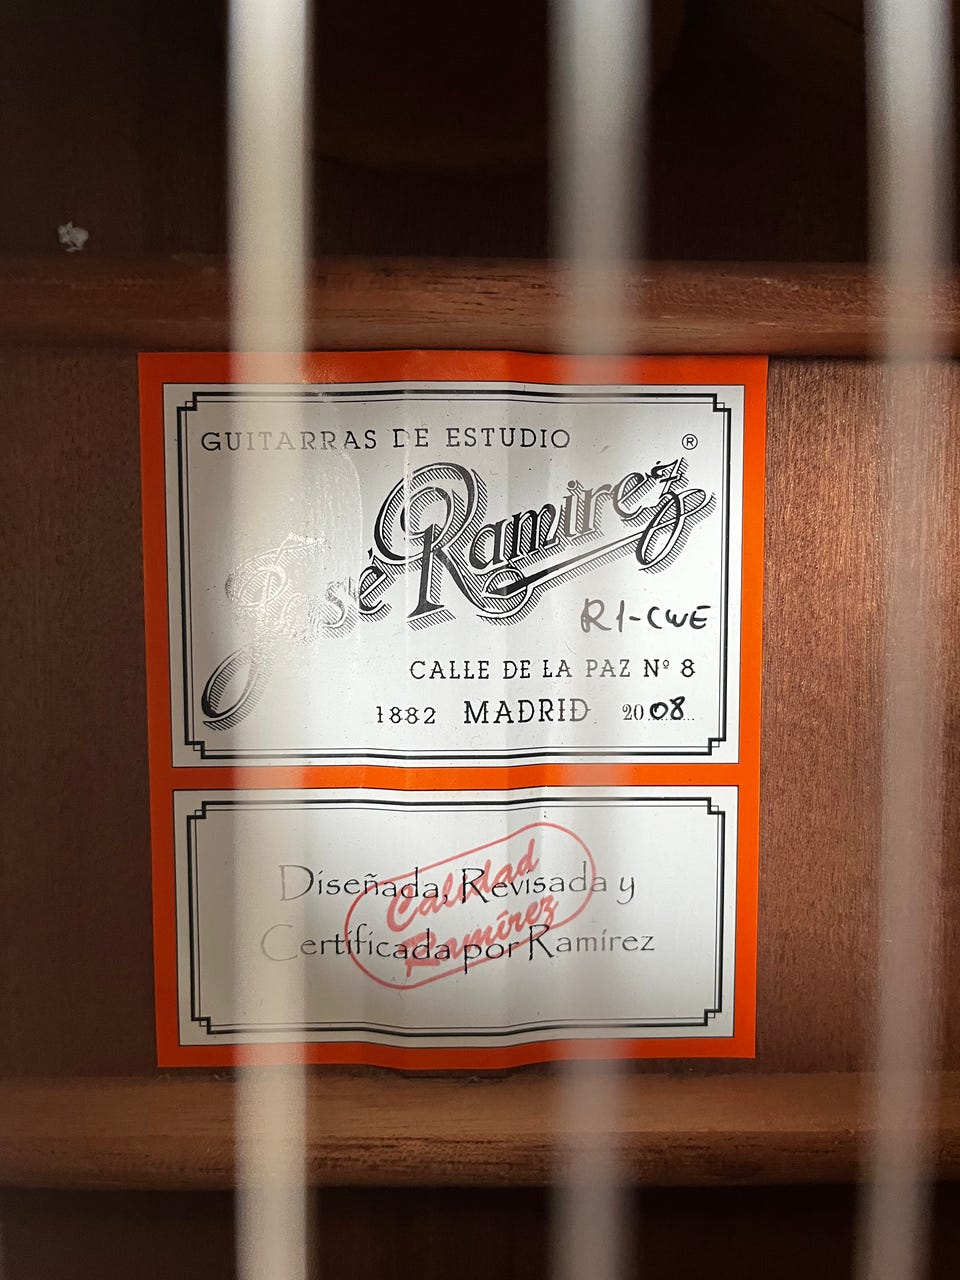 GUITARRAS DE ESTUDIO ®
José Ramírez
R1-CWE
CALLE DE LA PAZ Nº 8
1882 MADRID 2008
Diseñada, Revisada y
Certificada por Ramírez
Calidad
Ramírez